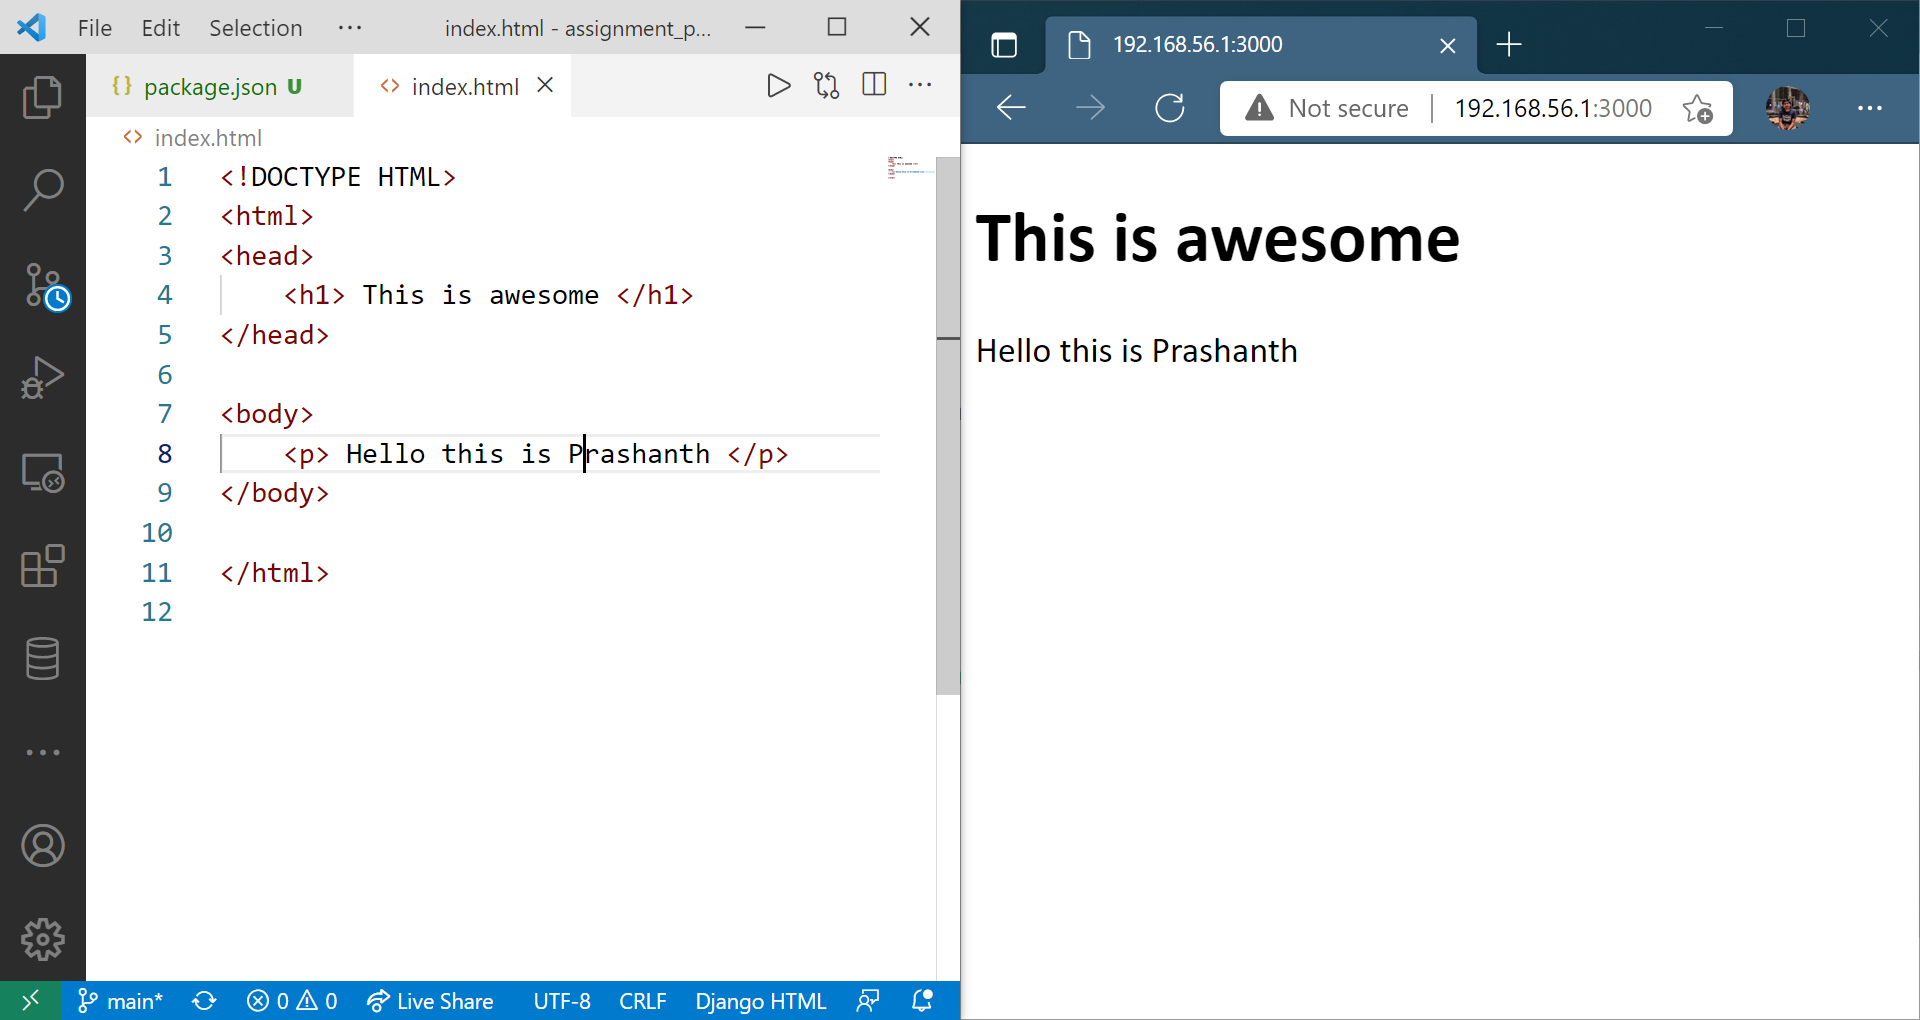 File Edit Selection ··· index.html - assignment_p...
{} package.json U <> index.html
<> index.html
1 <!DOCTYPE HTML>
2 <html>
3 <head>
4 <h1> This is awesome </h1>
5 </head>
6
7 <body>
8 <p> Hello this is Prashanth </p>
9 </body>
10
11 </html>
12
main* 0 0 Live Share UTF-8 CRLF Django HTML
192.168.56.1:3000
Not secure 192.168.56.1:3000
This is awesome
Hello this is Prashanth